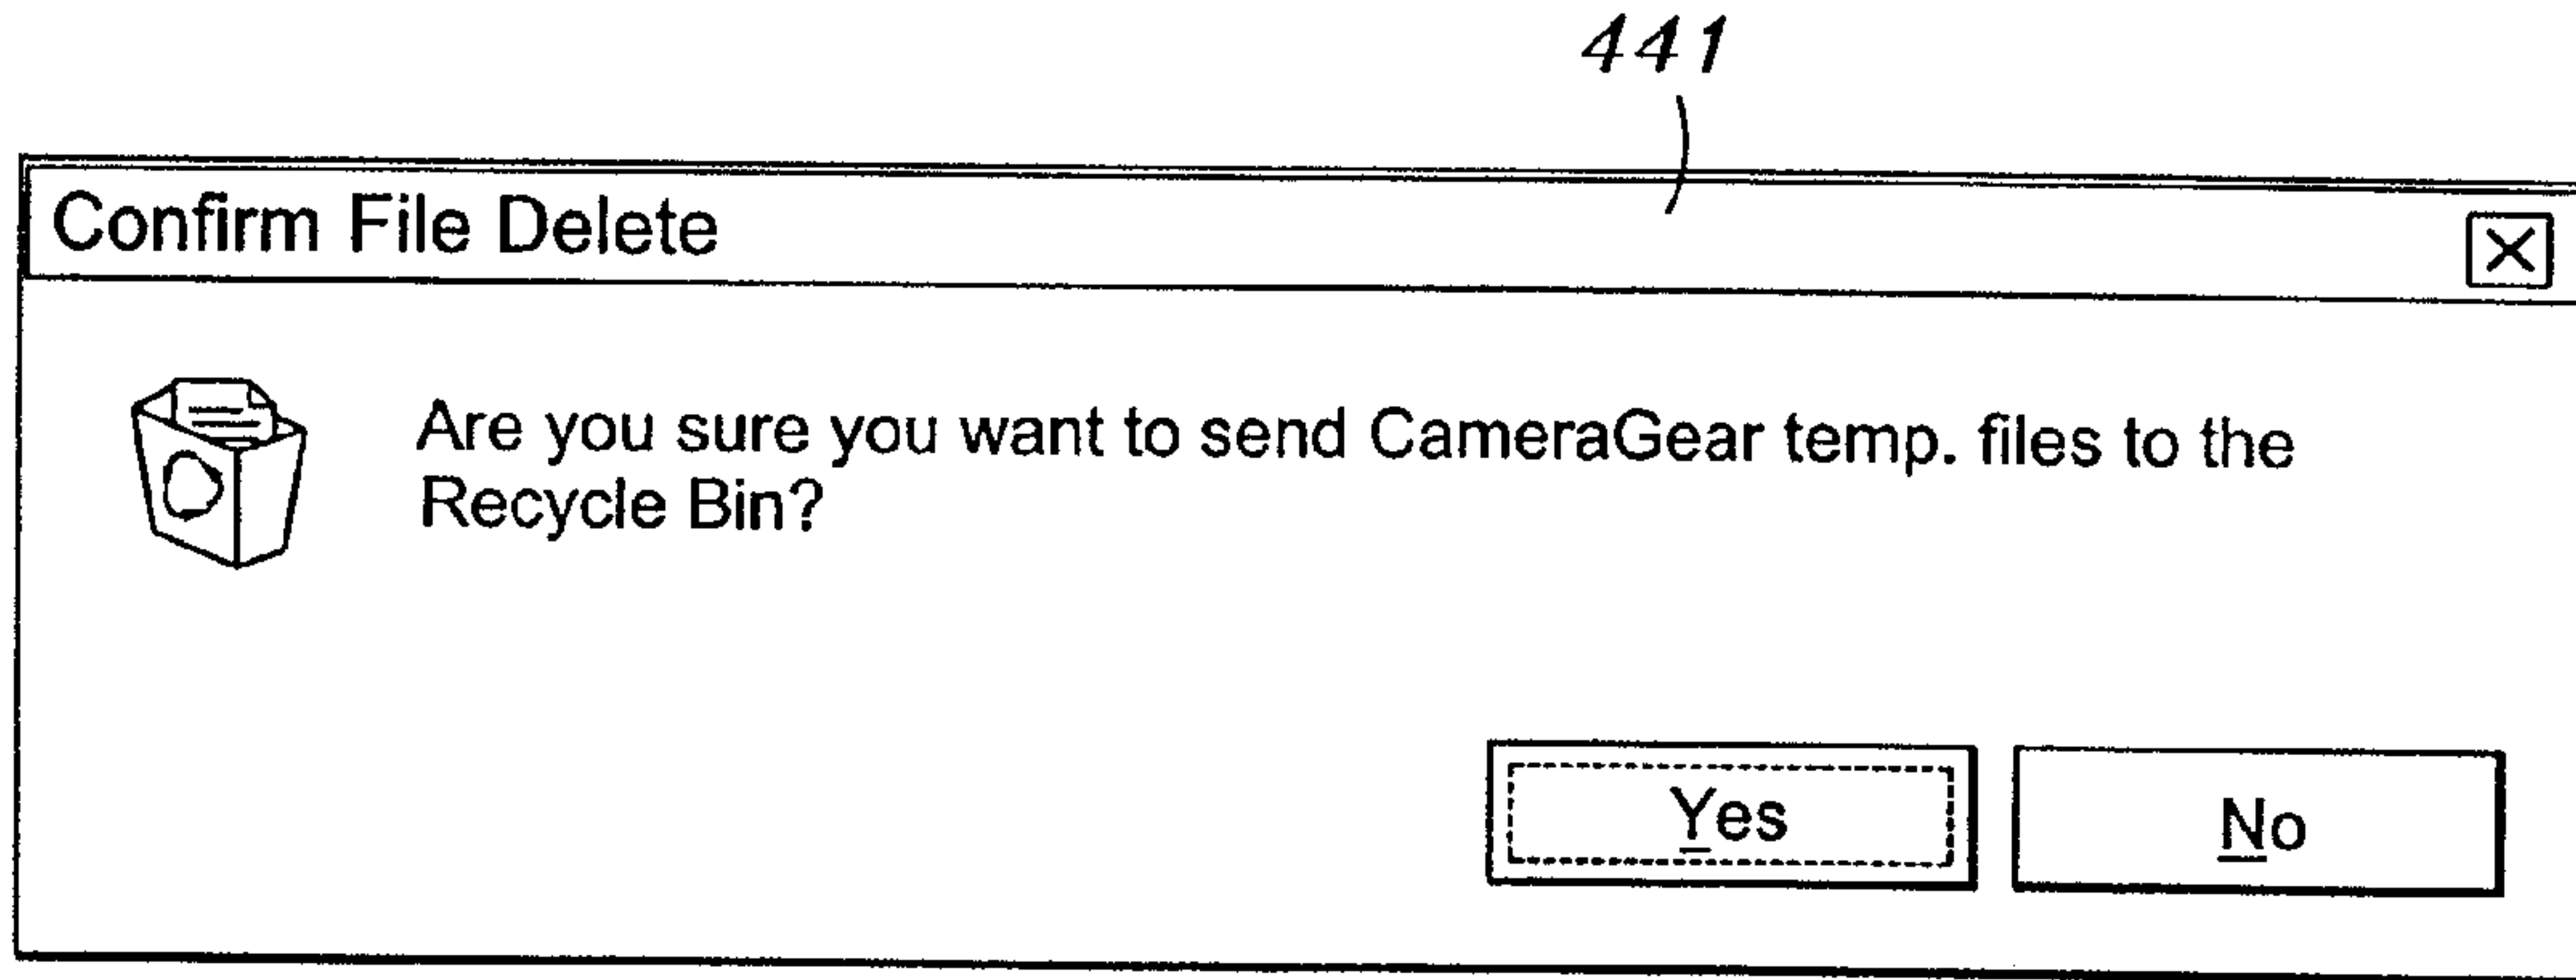 441
Confirm File Delete
Are you sure you want to send CameraGear temp. files to the
Recycle Bin?
Yes
No